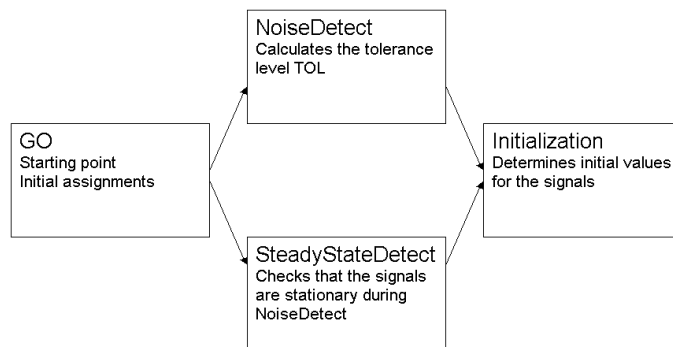 NoiseDetect
Calculates the tolerance
level TOL
GO
Starting point
Initial assignments
Initialization
Determines initial values
for the signals
SteadyStateDetect
Checks that the signals
are stationary during
NoiseDetect